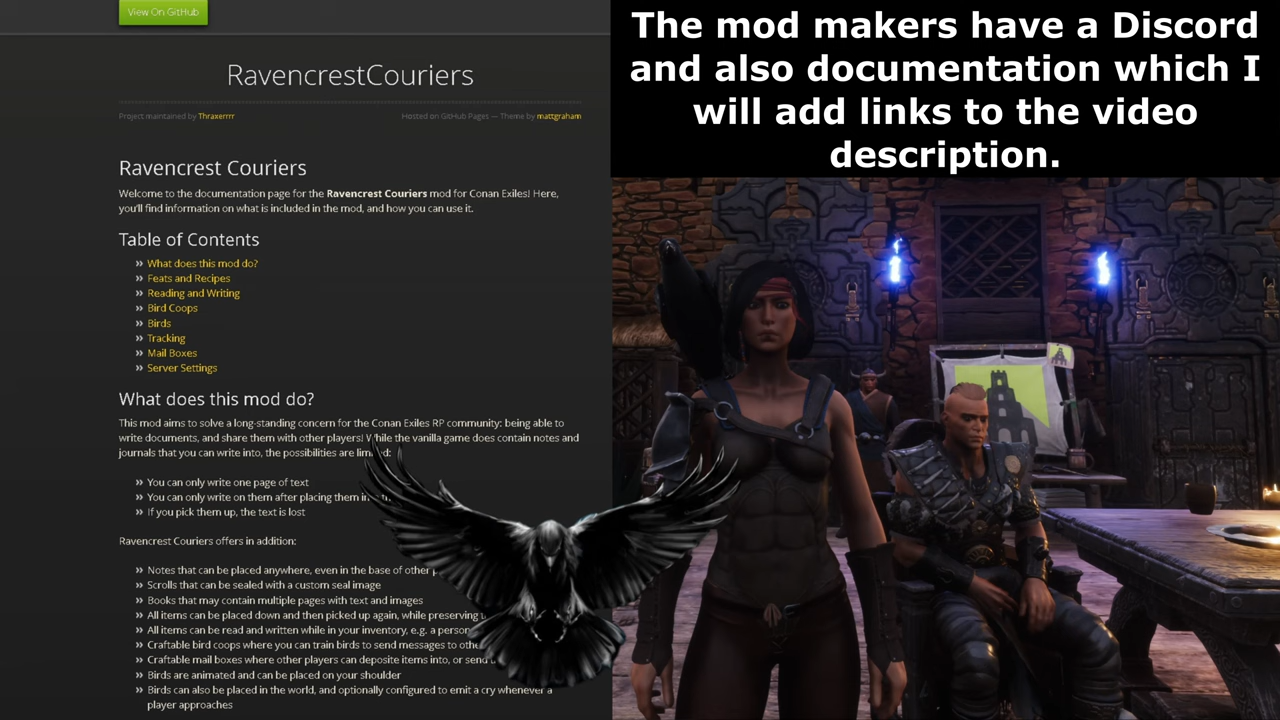 View On GitHub
RavencrestCouriers
Project maintained by Thraxerrrr
Hosted on GitHub Pages — Theme by mattgraham
Ravencrest Couriers
Welcome to the documentation page for the Ravencrest Couriers mod for Conan Exiles! Here,
you'll find information on what is included in the mod, and how you can use it.
Table of Contents
» What does this mod do?
» Feats and Recipes
» Reading and Writing
» Bird Coops
» Birds
» Tracking
» Mail Boxes
» Server Settings
What does this mod do?
This mod aims to solve a long-standing concern for the Conan Exiles RP community: being able to
write documents, and share them with other players! While the vanilla game does contain notes and
journals that you can write into, the possibilities are limited:
» You can only write one page of text
» You can only write on them after placing them in
» If you pick them up, the text is lost
Ravencrest Couriers offers in addition:
» Notes that can be placed anywhere, even in the base of other
» Scrolls that can be sealed with a custom seal image
» Books that may contain multiple pages with text and images
» All items can be placed down and then picked up again, while preserving
» All items can be read and written while in your inventory, e.g. a
» Craftable bird coops where you can train birds to send messages to
» Craftable mail boxes where other players can deposit items into, or send
» Birds are animated and can be placed on your shoulder
» Birds can also be placed in the world, and optionally configured to emit a cry whenever a
player approaches
The mod makers have a Discord
and also documentation which I
will add links to the video
description.